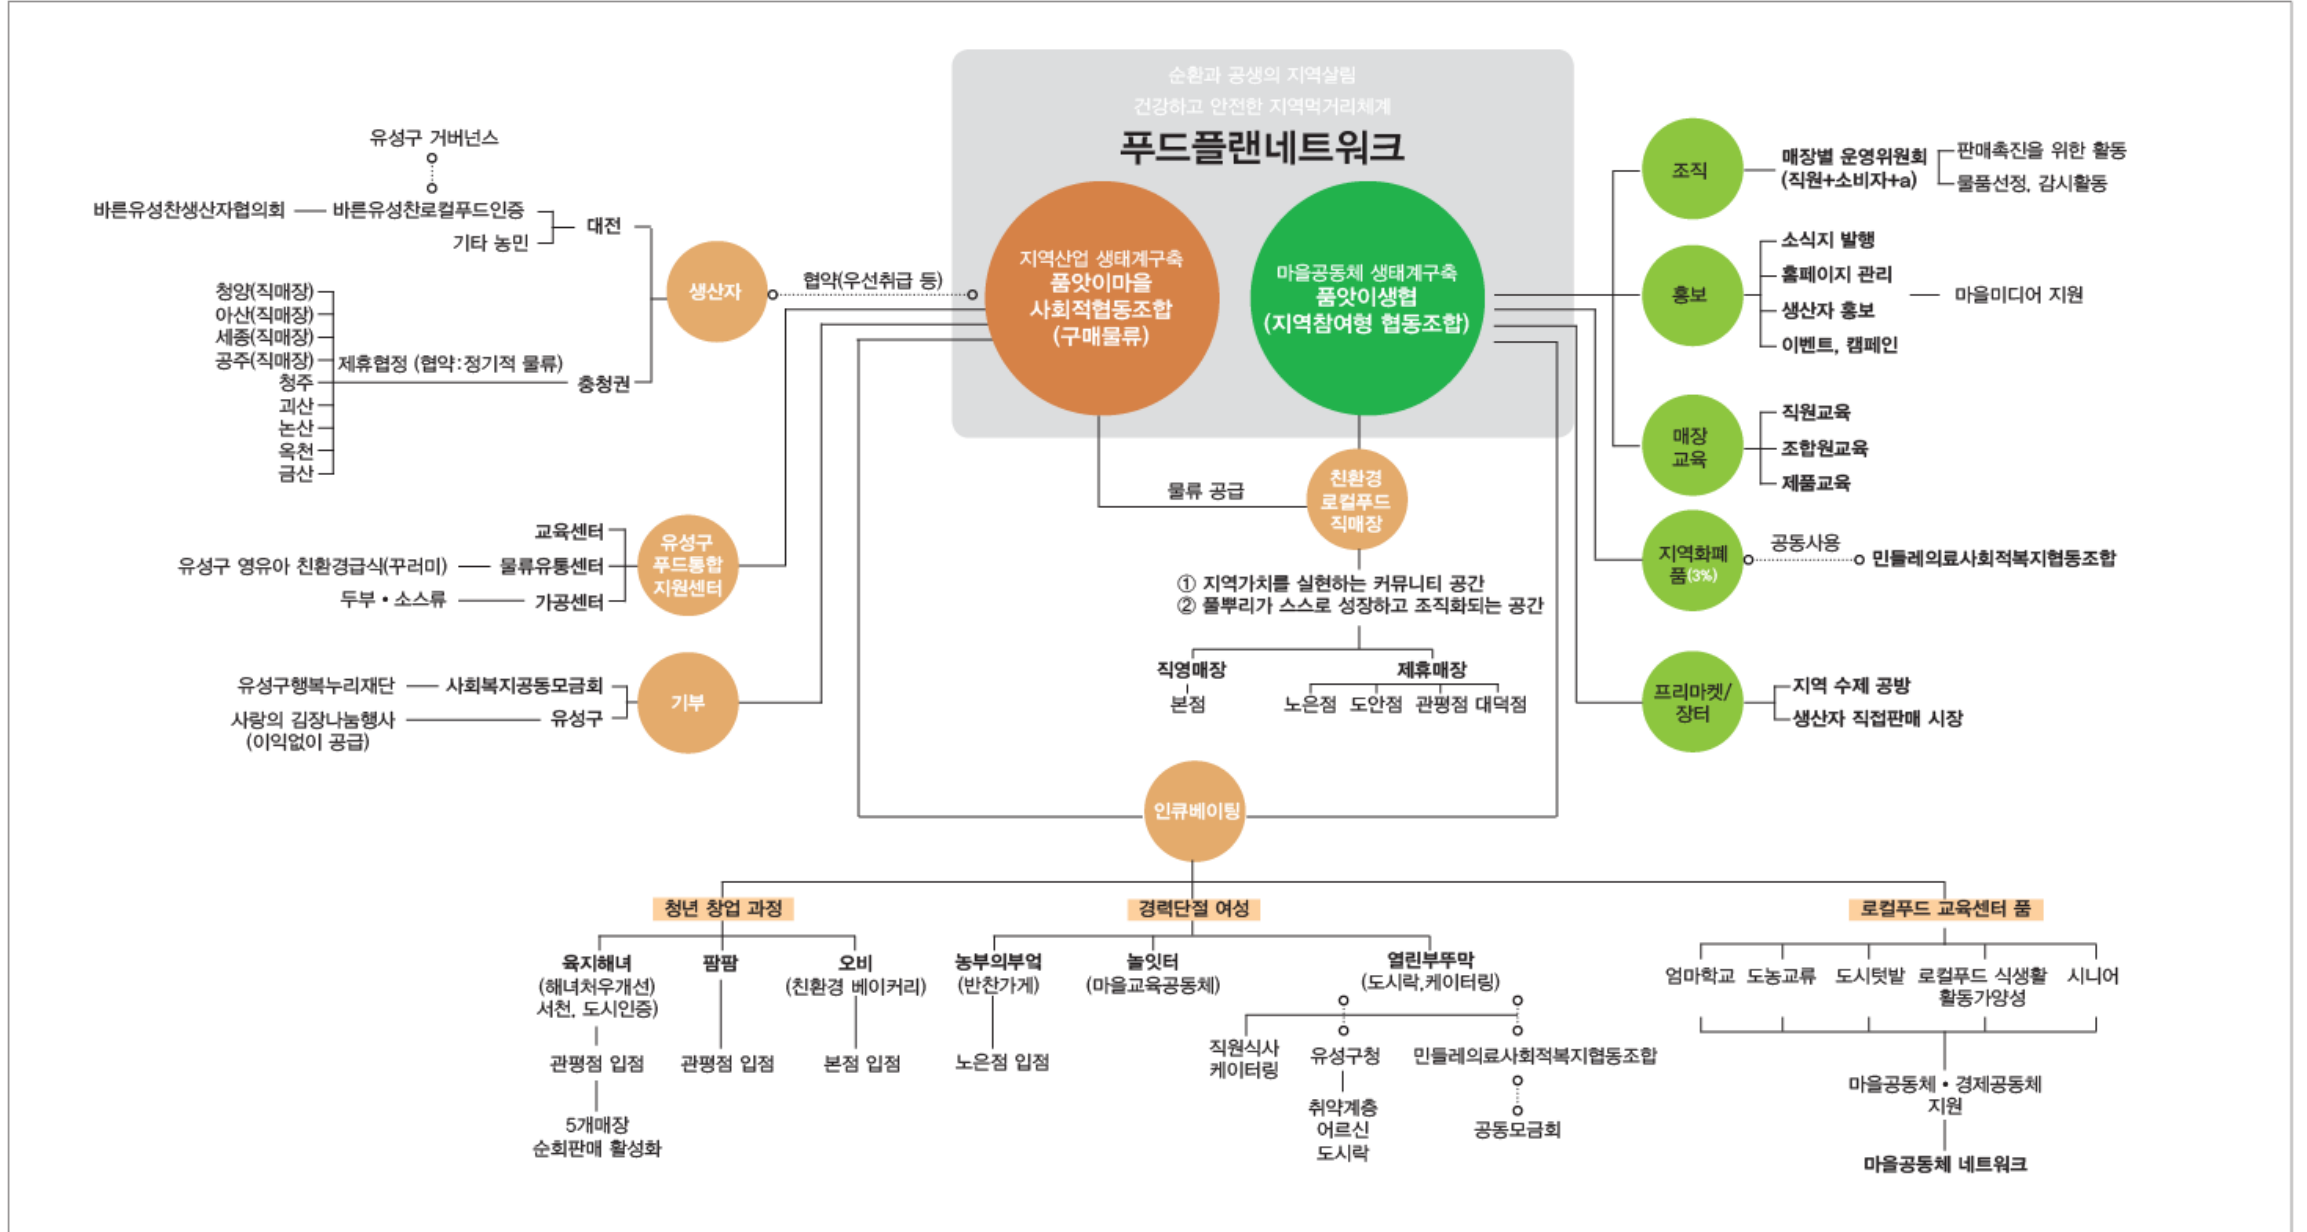 순환과 공생의 지역살림
건강하고 안전한 지역먹거리체계
푸드플랜네트워크
지역산업 생태계구축
품앗이마을
사회적협동조합
(구매물류)
마을공동체 생태계구축
품앗이생협
(지역참여형 협동조합)
유성구 거버넌스
바른유성찬생산자협의회
바른유성찬로컬푸드인증
기타 농민
대전
생산자
협약(우선취급 등)
청양(직매장)
아산(직매장)
세종(직매장)
공주(직매장)
청주
괴산
논산
옥천
금산
제휴협정 (협약:정기적 물류)
충청권
교육센터
유성구 영유아 친환경급식(꾸러미)
물류유통센터
두부・소스류
가공센터
유성구
푸드통합
지원센터
유성구행복누리재단
사회복지공동모금회
사랑의 김장나눔행사
(이익없이 공급)
유성구
기부
물류 공급
친환경
로컬푸드
직매장
① 지역가치를 실현하는 커뮤니티 공간
② 풀뿌리가 스스로 성장하고 조직화되는 공간
직영매장
본점
제휴매장
노은점
도안점
관평점
대덕점
조직
매장별 운영위원회
(직원+소비자+a)
판매촉진을 위한 활동
물품선정, 감시활동
홍보
소식지 발행
홈페이지 관리
생산자 홍보
이벤트, 캠페인
마을미디어 지원
매장
교육
직원교육
조합원교육
제품교육
지역화폐
품(3%)
공동사용
민들레의료사회적복지협동조합
프리마켓/
장터
지역 수제 공방
생산자 직접판매 시장
인큐베이팅
청년 창업 과정
육지해녀
(해녀처우개선)
서천, 도시인증)
관평점 입점
5개매장
순회판매 활성화
팜팜
관평점 입점
오비
(친환경 베이커리)
본점 입점
경력단절 여성
농부의부엌
(반찬가게)
노은점 입점
놀잇터
(마을교육공동체)
열린부뚜막
(도시락,케이터링)
직원식사
케이터링
유성구청
취약계층
어르신
도시락
민들레의료사회적복지협동조합
공동모금회
로컬푸드 교육센터 품
엄마학교
도농교류
도시텃밭
로컬푸드 식생활
활동가양성
시니어
마을공동체・경제공동체
지원
마을공동체 네트워크